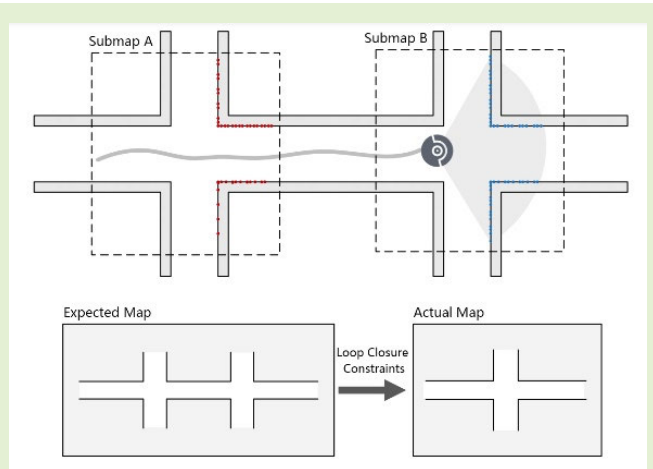 Submap A
Submap B
Expected Map
Actual Map
Loop Closure
Constraints